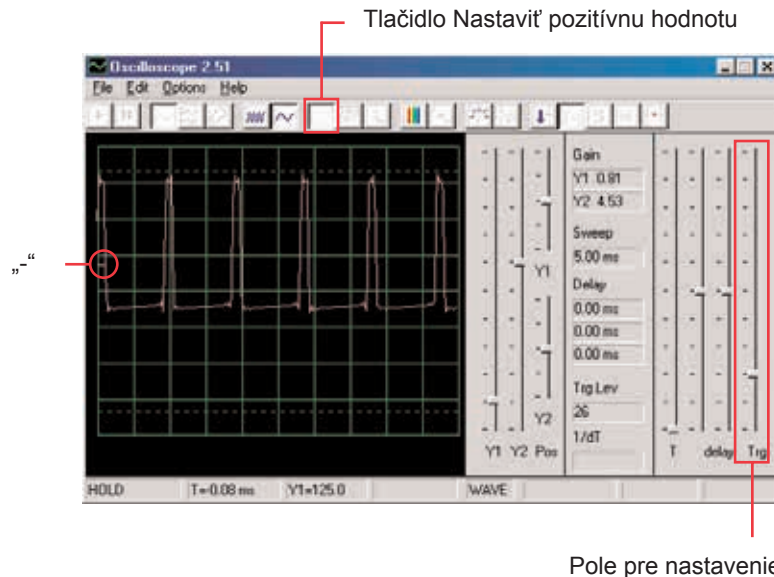 Tlačidlo Nastaviť pozitívnu hodnotu
Oscilloscope 2.51
File Edit Options Help
„-“
Gain
Y1 0.81
Y2 4.53
Sweep
5.00 ms
Delay
0.00 ms
0.00 ms
0.00 ms
Trg Lev
26
1/dT
Y1
Y2
Y1 Y2 Pos
T delay Trg
HOLD T=-0.08 ms Y1=125.0 WAVE
Pole pre nastavenie